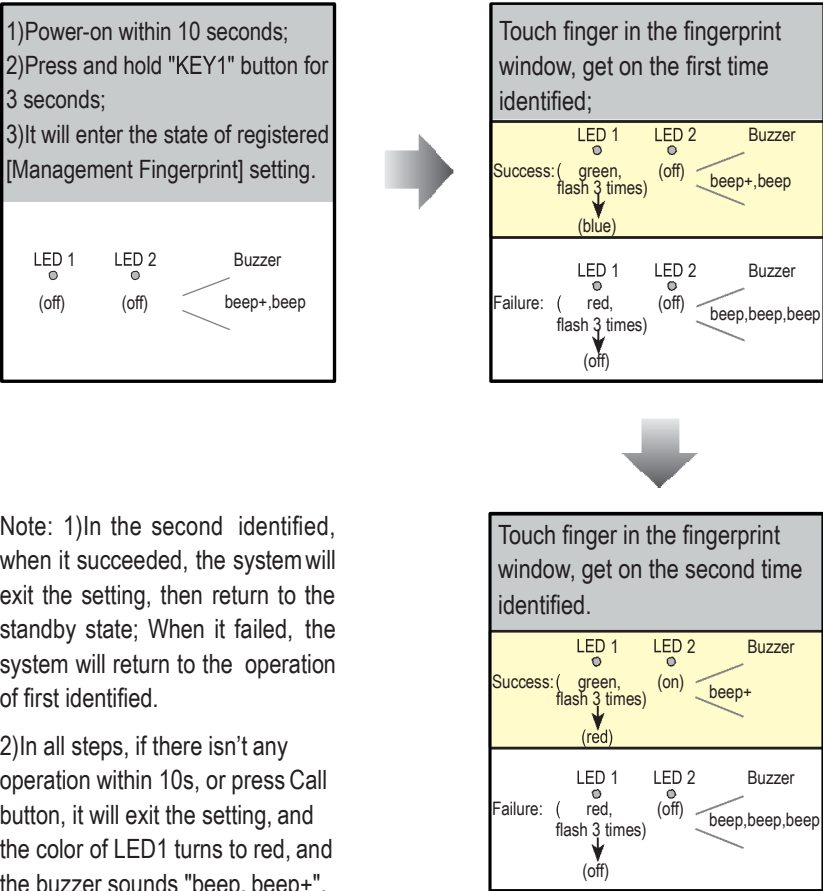 1)Power-on within 10 seconds;
2)Press and hold "KEY1" button for
3 seconds;
3)It will enter the state of registered
[Management Fingerprint] setting.
LED 1 LED 2 Buzzer
(off) (off) beep+,beep
Touch finger in the fingerprint
window, get on the first time
identified;
LED 1 LED 2 Buzzer
Success: ( green, (off) beep+,beep
flash 3 times)
(blue)
LED 1 LED 2 Buzzer
Failure: ( red, (off) beep,beep,beep
flash 3 times)
(off)
Touch finger in the fingerprint
window, get on the second time
identified.
LED 1 LED 2 Buzzer
Success: ( green, (on) beep+
flash 3 times)
(red)
LED 1 LED 2 Buzzer
Failure: ( red, (off) beep,beep,beep
flash 3 times)
(off)
Note: 1)In the second identified,
when it succeeded, the system will
exit the setting, then return to the
standby state; When it failed, the
system will return to the operation
of first identified.
2)In all steps, if there isn't any
operation within 10s, or press Call
button, it will exit the setting, and
the color of LED1 turns to red, and
the buzzer sounds "beep, beep+".